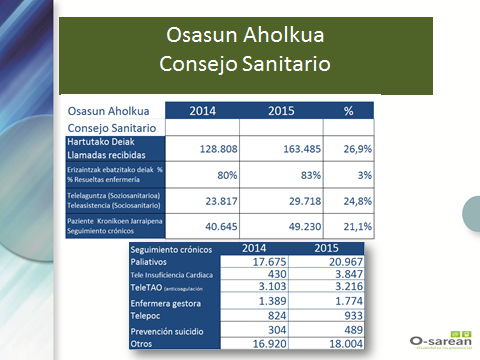 Osasun Aholkua
Consejo Sanitario
Osasun Aholkua 2014 2015 %
Consejo Sanitario
Hartutako Deiak
Llamadas recibidas 128.808 163.485 26,9%
Erizaintzak ebatzitako deiak %
% Resueltas enfermería 80% 83% 3%
Telelaguntza (Soziosanitarioa)
Teleasistencia (Sociosanitario) 23.817 29.718 24,8%
Paziente Kronikoen Jarraipena
Seguimiento crónicos 40.645 49.230 21,1%
Seguimiento crónicos 2014 2015
Paliativos 17.675 20.967
Tele Insuficiencia Cardiaca 430 3.847
TeleTAO (anticoagulación 3.103 3.216
Enfermera gestora 1.389 1.774
Telepoc 824 933
Prevención suicidio 304 489
Otros 16.920 18.004
O-sarean